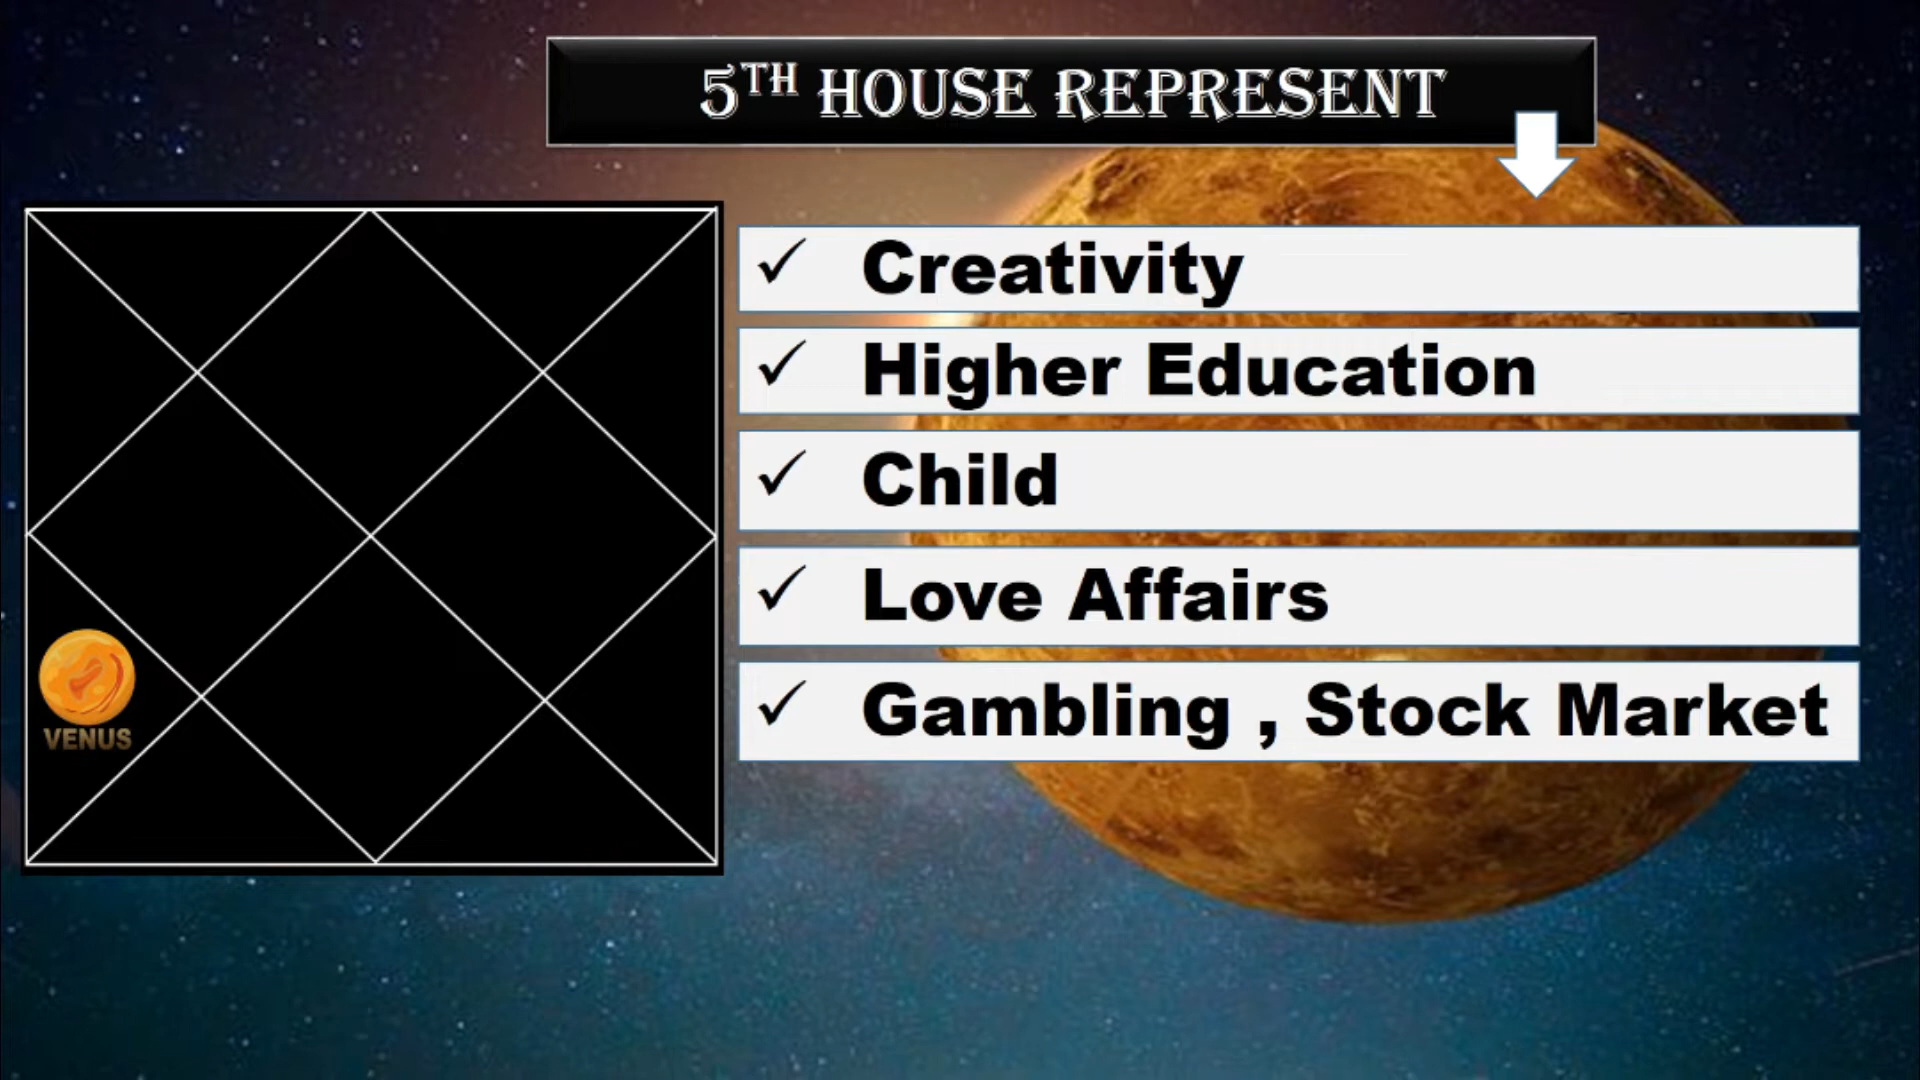 5TH HOUSE REPRESENT
✓ Creativity
✓ Higher Education
✓ Child
✓ Love Affairs
✓ Gambling , Stock Market
VENUS